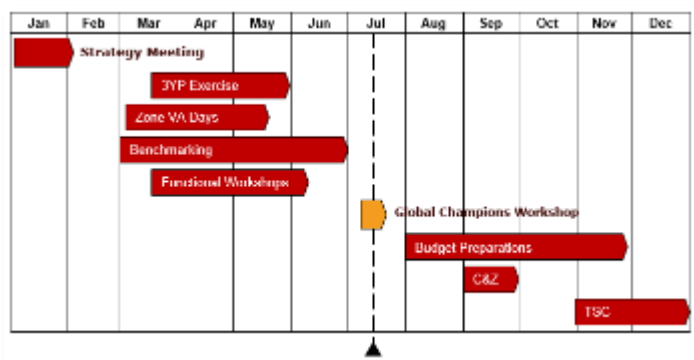 Jan Feb Mar Apr May Jun Jul Aug Sep Oct Nov Dec
Strategy Meeting
3YP Exercise
Zone VA Days
Benchmarking
Functional Workshops
Global Champions Workshop
Budget Preparations
C&Z
TSC